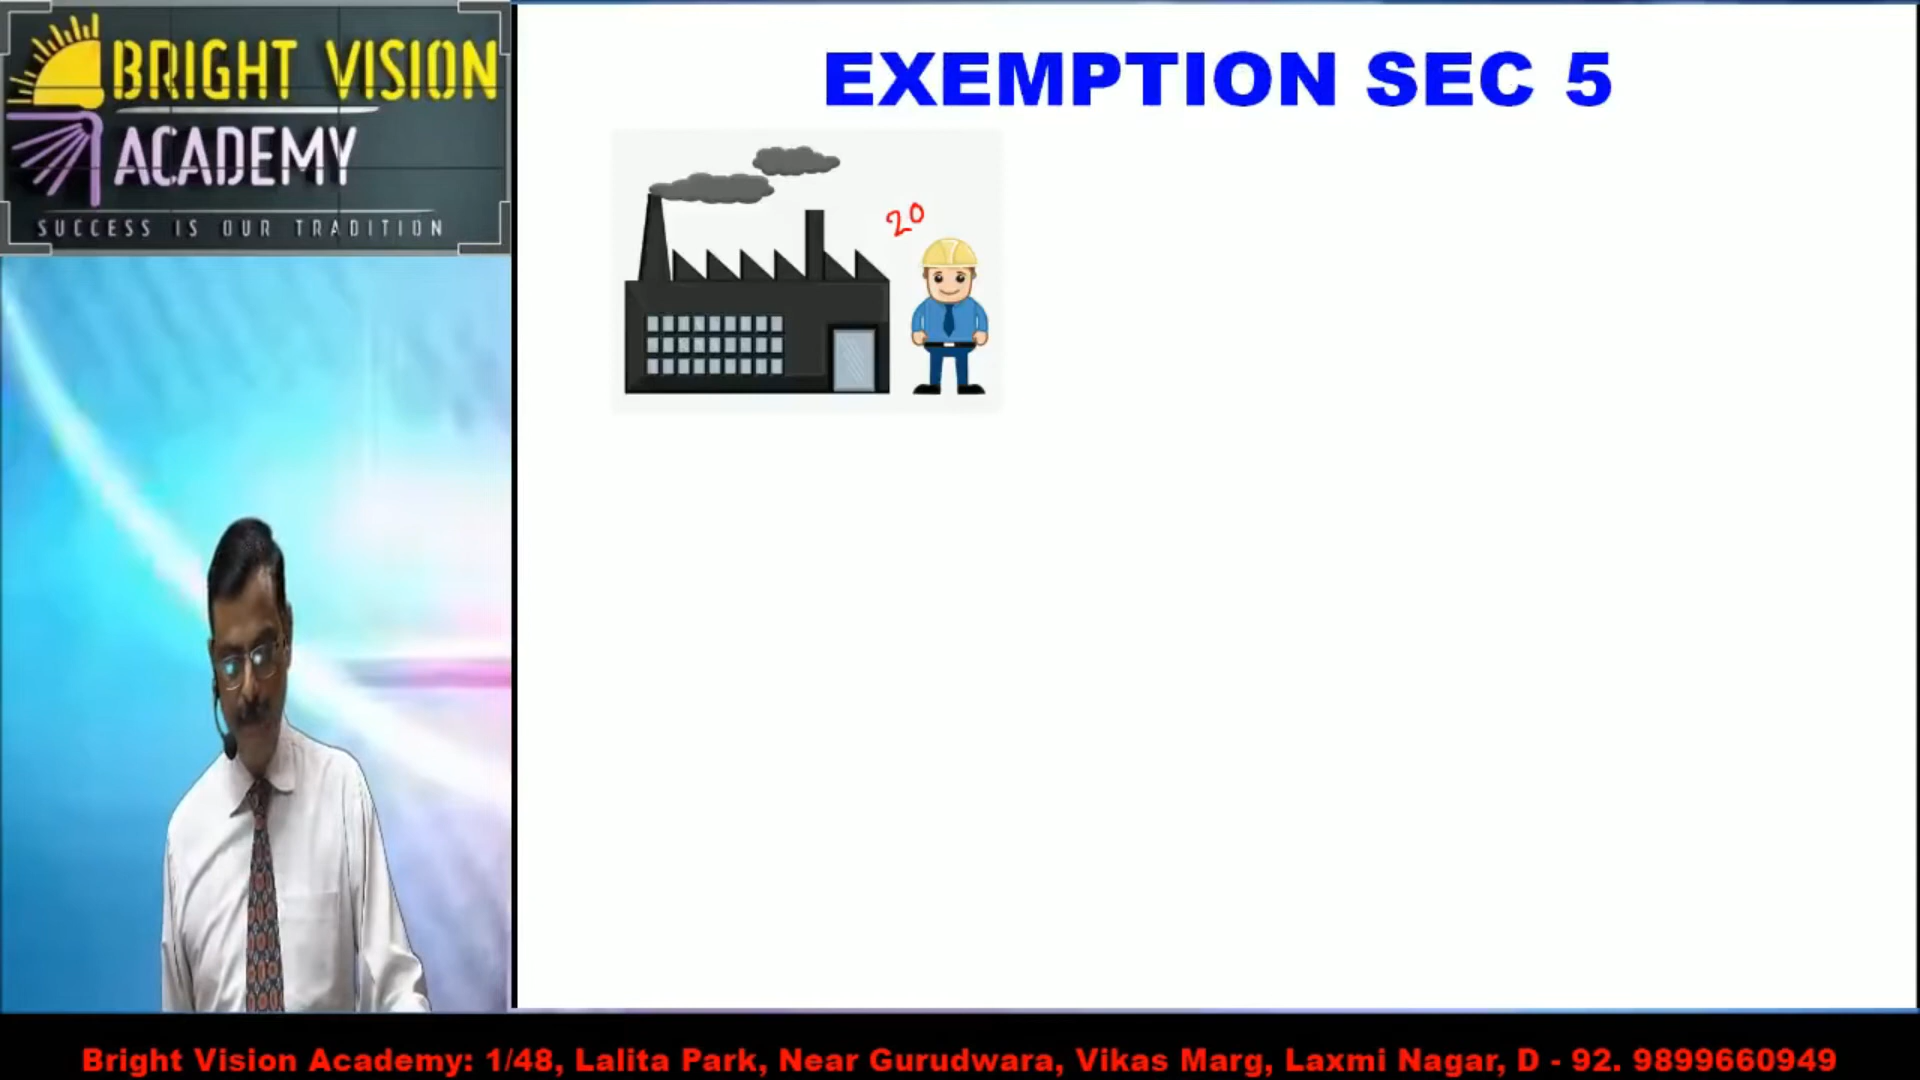 BRIGHT VISION
ACADEMY
SUCCESS IS OUR TRADITION
EXEMPTION SEC 5
20
Bright Vision Academy: 1/48, Lalita Park, Near Gurudwara, Vikas Marg, Laxmi Nagar, D - 92. 9899660949